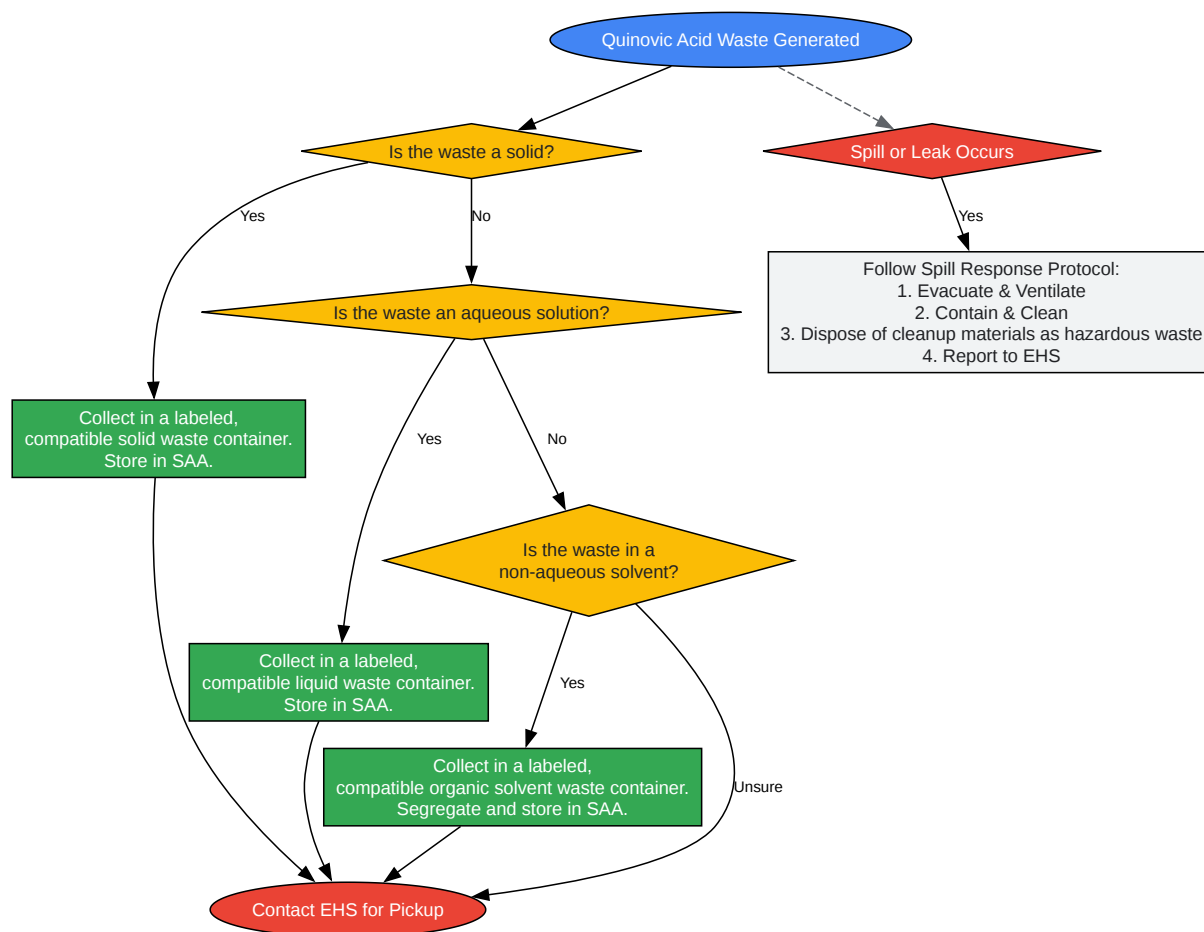 Quinovic Acid Waste Generated
Is the waste a solid?
Spill or Leak Occurs
Yes
No
Yes
Follow Spill Response Protocol:
1. Evacuate & Ventilate
2. Contain & Clean
3. Dispose of cleanup materials as hazardous waste
4. Report to EHS
Is the waste an aqueous solution?
Collect in a labeled,
compatible solid waste container.
Store in SAA.
Yes
No
Is the waste in a
non-aqueous solvent?
Collect in a labeled,
compatible liquid waste container.
Store in SAA.
Yes
Unsure
Collect in a labeled,
compatible organic solvent waste container.
Segregate and store in SAA.
Contact EHS for Pickup